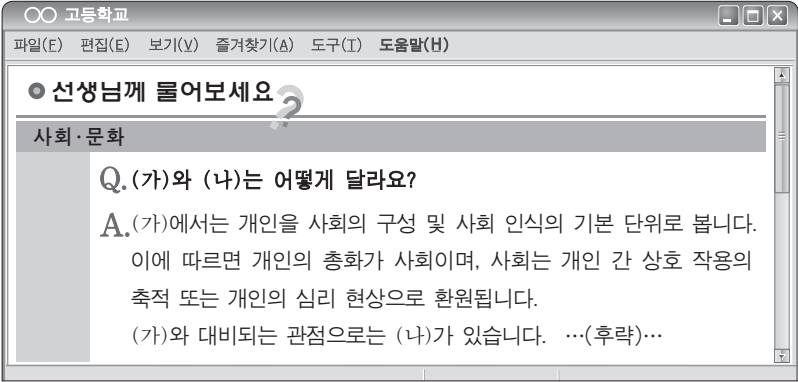 ○○ 고등학교
파일(F) 편집(E) 보기(V) 즐겨찾기(A) 도구(T) 도움말(H)
선생님께 물어보세요?
사회·문화
Q. (가)와 (나)는 어떻게 달라요?
A. (가)에서는 개인을 사회의 구성 및 사회 인식의 기본 단위로 봅니다.
이에 따르면 개인의 총화가 사회이며, 사회는 개인 간 상호 작용의
축적 또는 개인의 심리 현상으로 환원됩니다.
(가)와 대비되는 관점으로는 (나)가 있습니다. …(후략)…